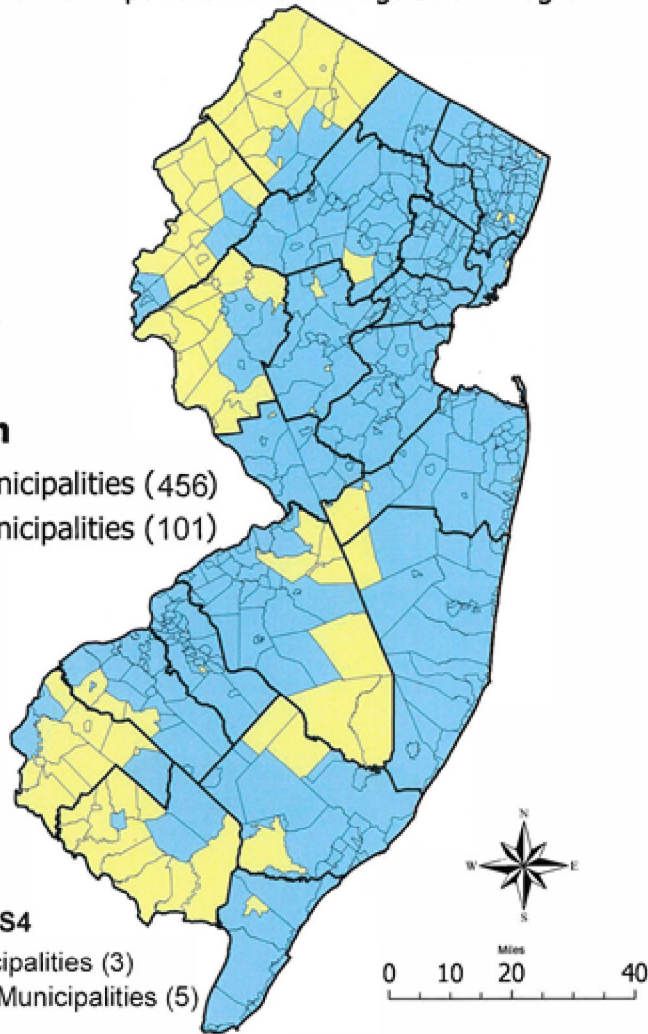 n
nicipalities (456)
nicipalities (101)
S4
cipalities (3)
Municipalities (5)
N
W E
S
Miles
0 10 20 40